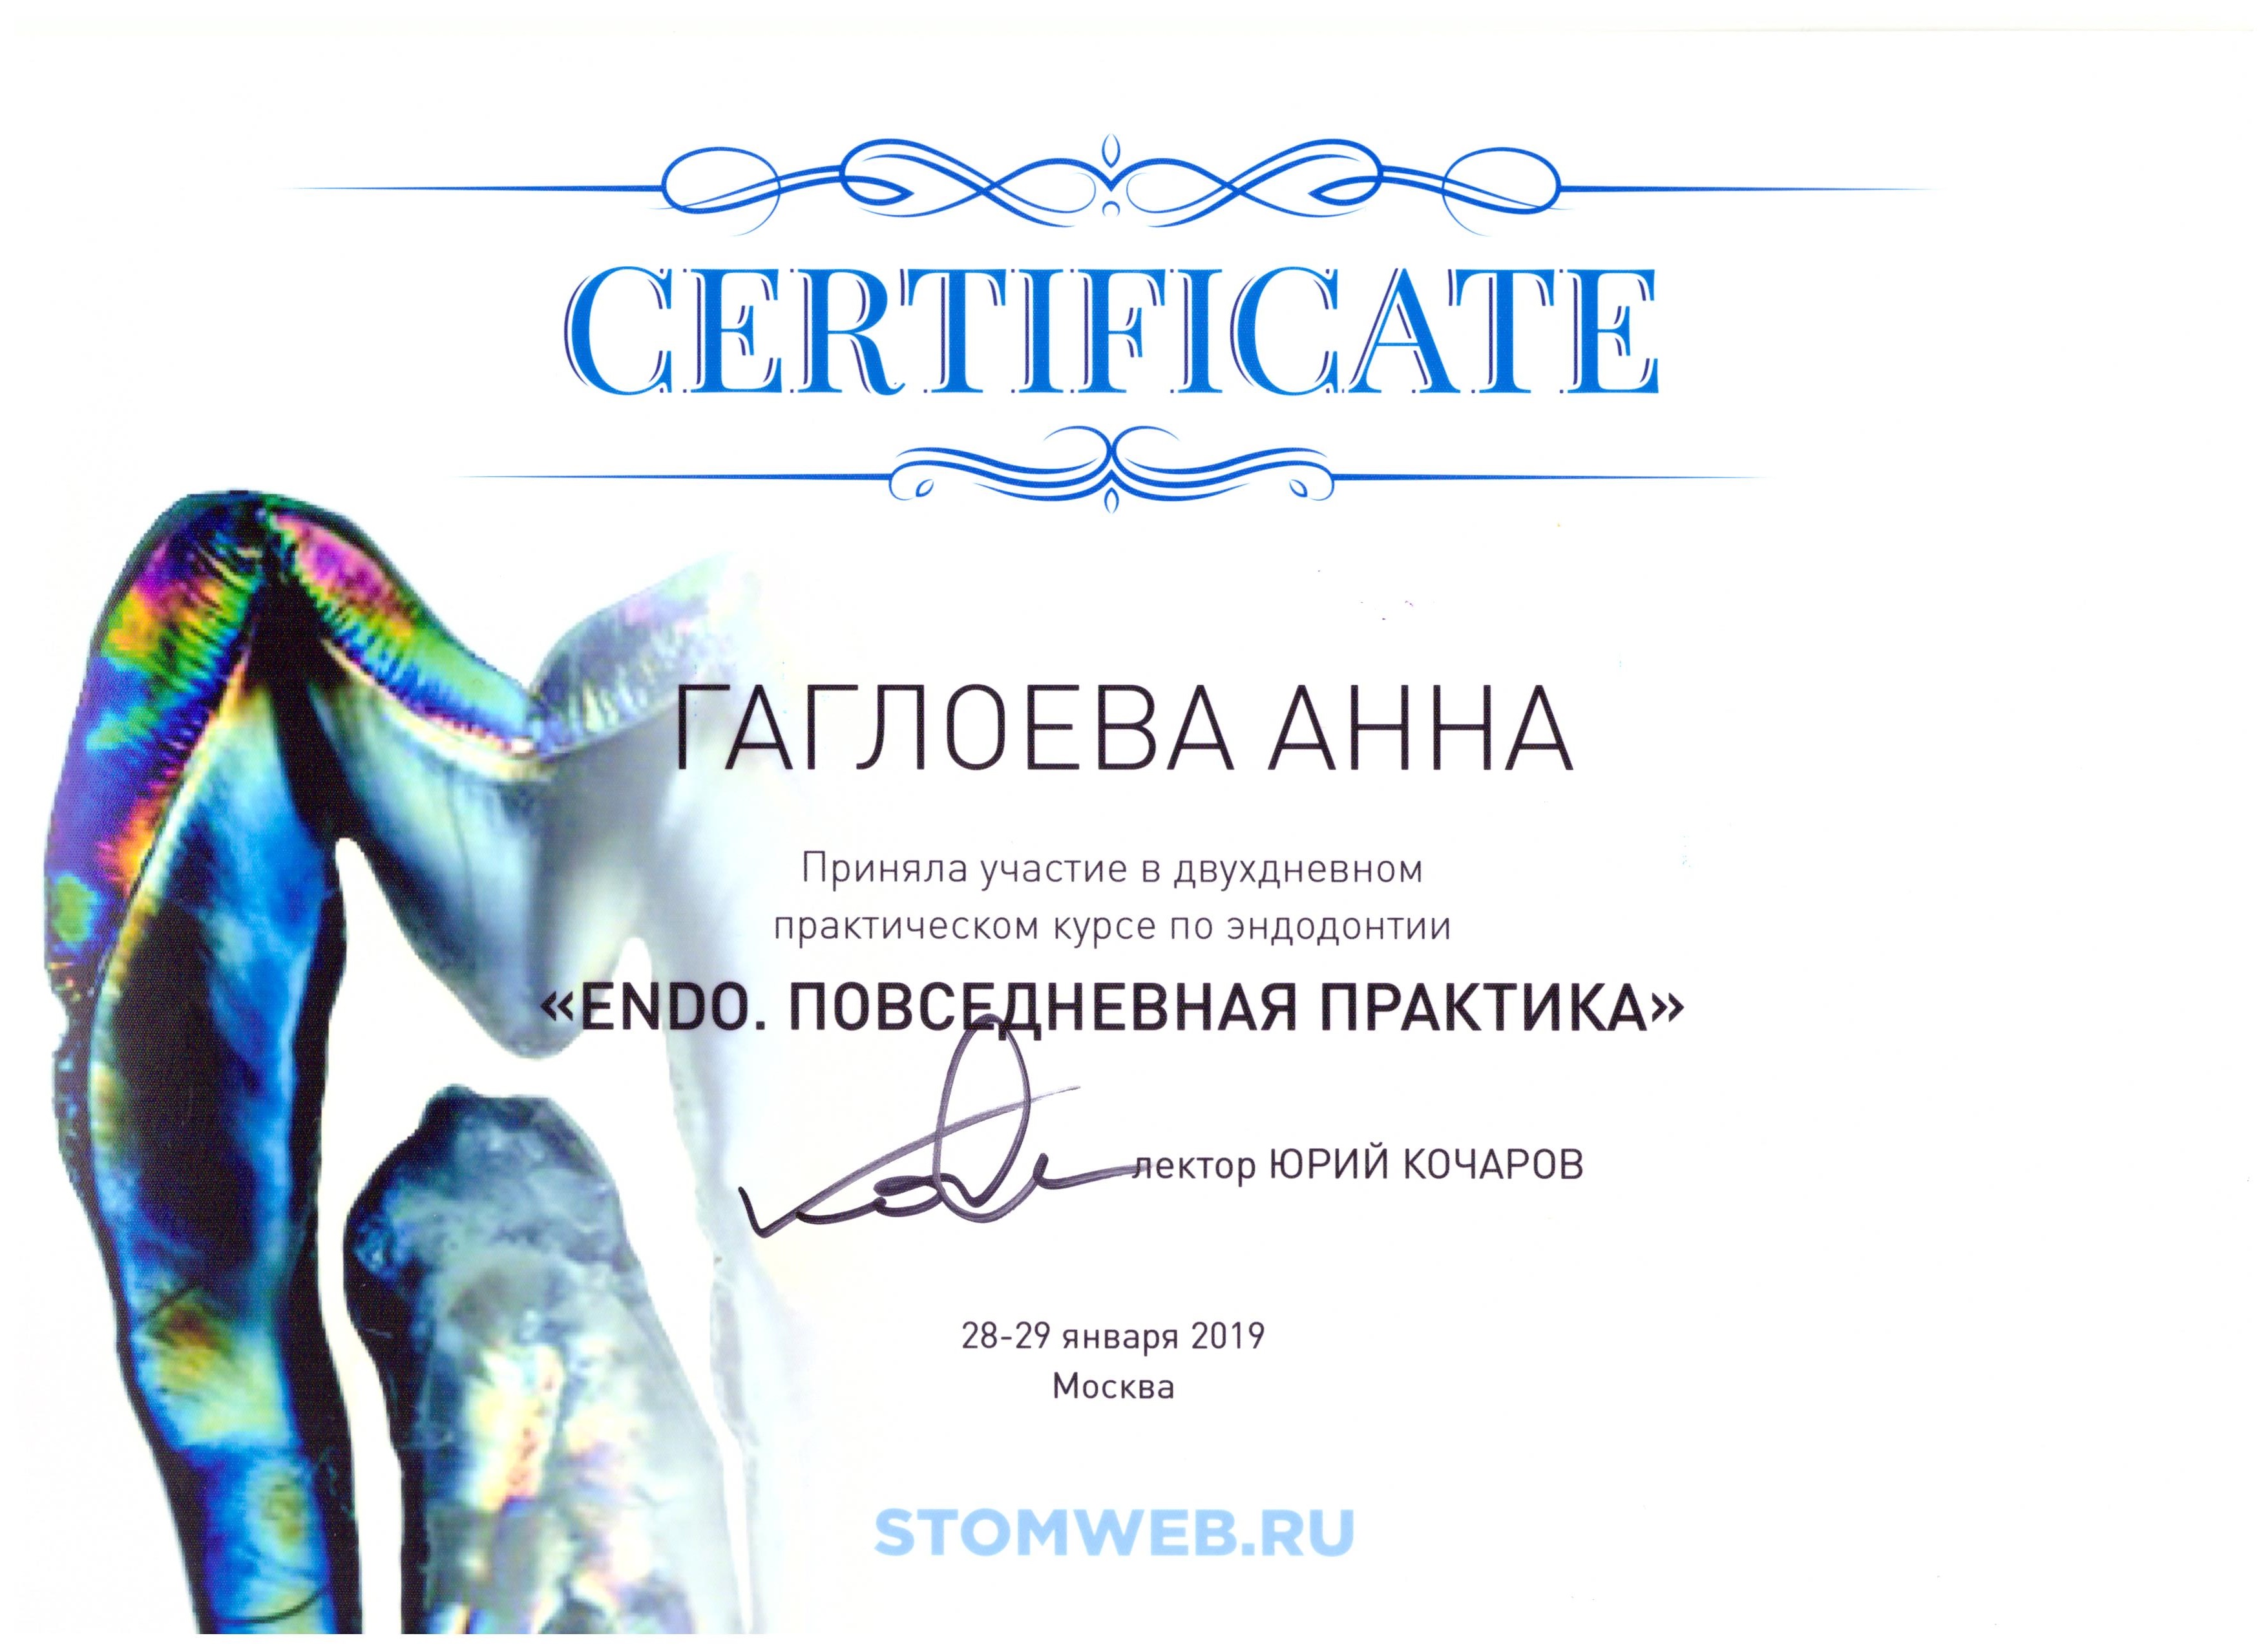 CERTIFICATE
ГАГЛОЕВА АННА
Приняла участие в двухдневном
практическом курсе по эндодонтии
«ENDO. ПОВСЕДНЕВНАЯ ПРАКТИКА»
лектор ЮРИЙ КОЧАРОВ
28-29 января 2019
Москва
STOMWEB.RU